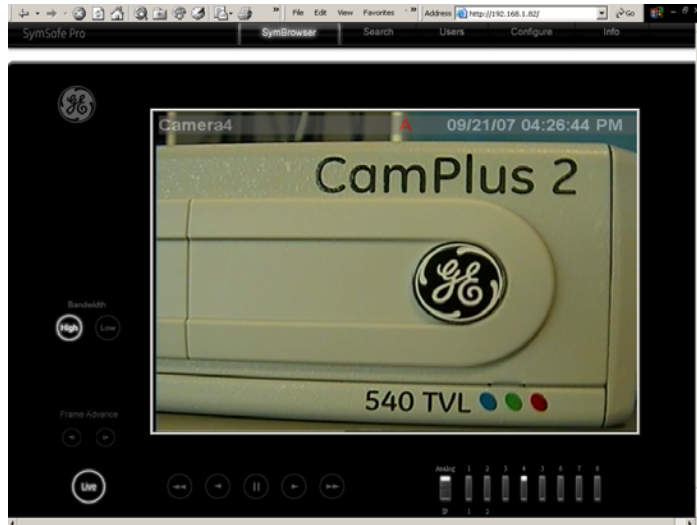 File Edit View Favorites » Address http://192.168.1.82/ Go
SymSafe Pro SymBrowser Search Users Configure Info
GE
Camera4 A 09/21/07 04:26:44 PM
CamPlus 2
GE
540 TVL
Bandwidth
High Low
Frame Advance
Live
Analog 1 2 3 4 5 6 7 8
IP 1 2